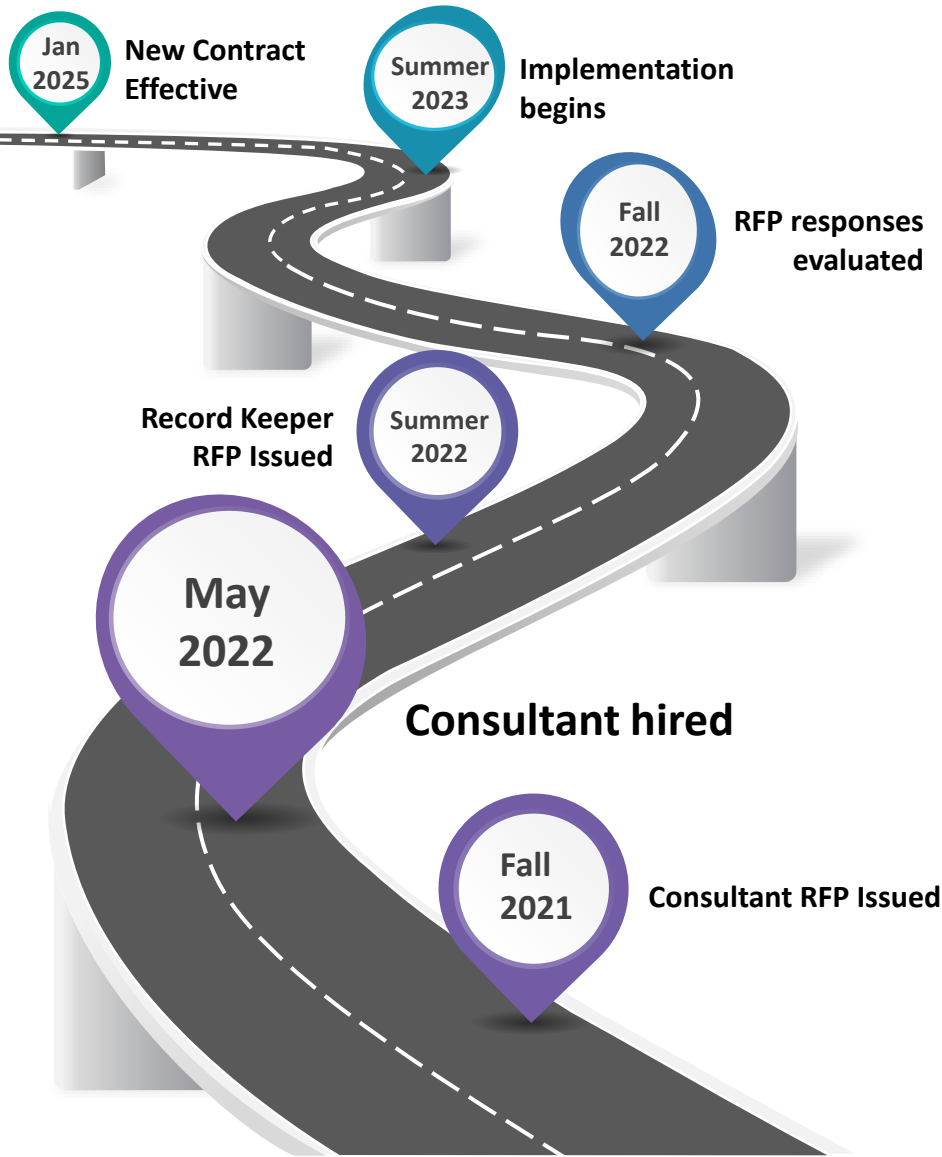 Jan
2025
New Contract
Effective
Summer
2023
Implementation
begins
Fall
2022
RFP responses
evaluated
Record Keeper
RFP Issued
Summer
2022
May
2022
Consultant hired
Fall
2021
Consultant RFP Issued